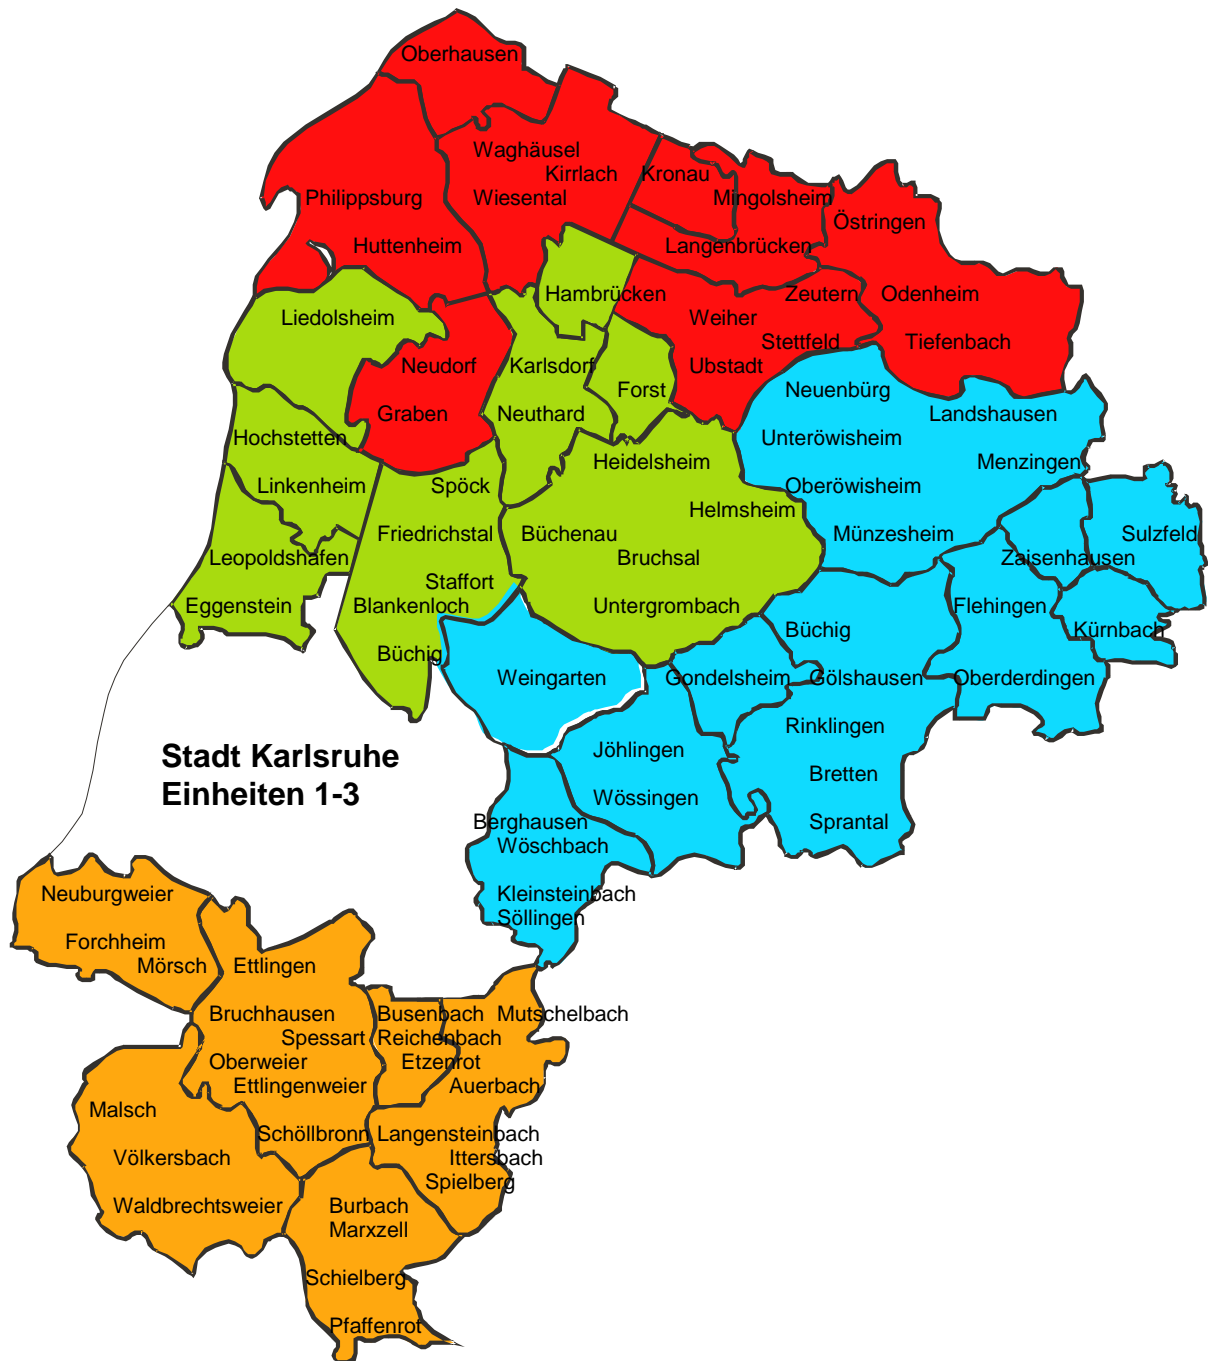 Oberhausen
Waghäusel
Kirrlach
Kronau
Philippsburg
Wiesental
Mingolsheim
Östringen
Huttenheim
Langenbrücken
Hambrücken
Zeutern
Odenheim
Liedolsheim
Weiher
Stettfeld
Tiefenbach
Neudorf
Karlsdorf
Ubstadt
Forst
Neuenbürg
Graben
Neuthard
Landshausen
Hochstetten
Unteröwisheim
Heidelsheim
Menzingen
Linkenheim
Spöck
Oberöwisheim
Helmsheim
Friedrichstal
Büchenau
Münzesheim
Sulzfeld
Leopoldshafen
Bruchsal
Zaisenhausen
Staffort
Eggenstein
Blankenloch
Untergrombach
Flehingen
Büchig
Kürnbach
Büchig
Weingarten
Gondelsheim
Gölshausen
Oberderdingen
Rinklingen
Stadt Karlsruhe
Einheiten 1-3
Jöhlingen
Bretten
Wössingen
Berghausen
Sprantal
Wöschbach
Neuburgweier
Kleinsteinbach
Söllingen
Forchheim
Mörsch
Ettlingen
Bruchhausen
Busenbach
Mutschelbach
Spessart
Reichenbach
Oberweier
Etzenrot
Ettlingenweier
Auerbach
Malsch
Schöllbronn
Langensteinbach
Völkersbach
Ittersbach
Spielberg
Waldbrechtsweier
Burbach
Marxzell
Schielberg
Pfaffenrot